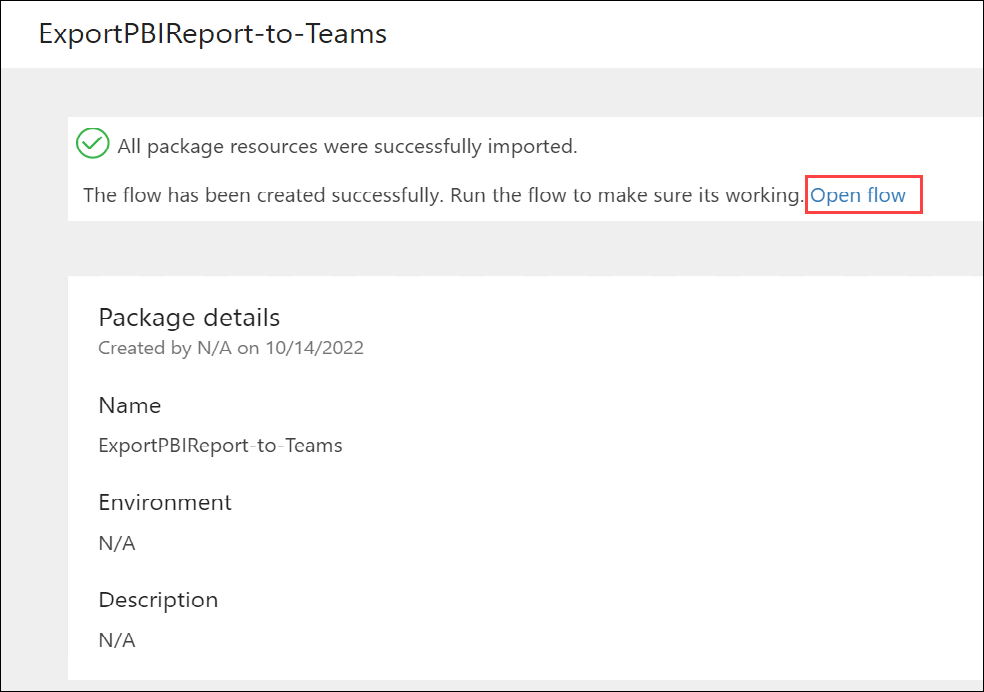 ExportPBIReport-to-Teams
All package resources were successfully imported.
The flow has been created successfully. Run the flow to make sure its working. Open flow
Package details
Created by N/A on 10/14/2022
Name
ExportPBIReport-to-Teams
Environment
N/A
Description
N/A